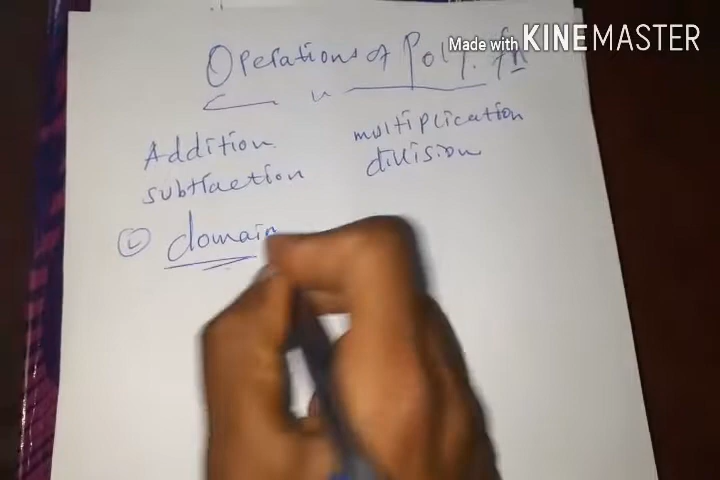 Operations of Poly. fn
Made with KINEMASTER
Addition multiplication
subtraction division
domain